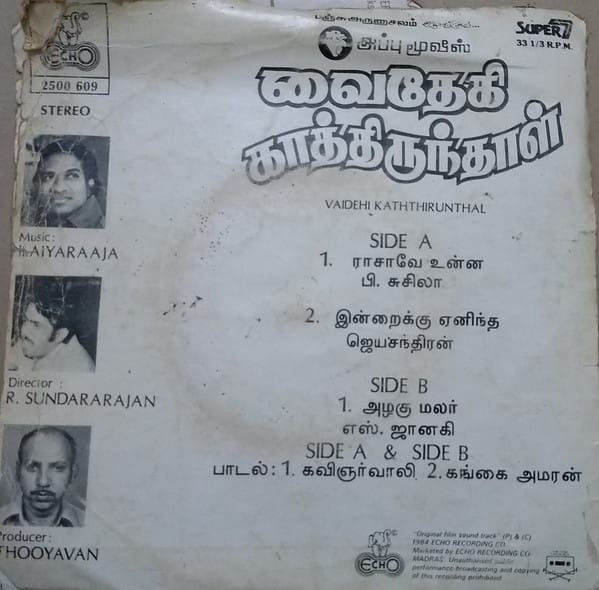 பஞ்சு அருணாசலம்
அப்பு மூவீஸ்
SUPER 7
33 1/3 R.P.M.
ECHO
2500 609
STEREO
வைதேகி
காத்திருந்தாள்
VAIDEHI KATHTHIRUNTHAL
Music:
ILAIYARAAJA
Director :
R. SUNDARARAJAN
Producer :
THOOYAVAN
SIDE A
1. ராசாவே உன்ன
பி. சுசிலா
2. இன்றைக்கு ஏனிந்த
ஜெயசந்திரன்
SIDE B
1. அழகு மலர்
எஸ். ஜானகி
SIDE A & SIDE B
பாடல்: 1. கவிஞர்வாலி 2. கங்கை அமரன்
ECHO
"Original film sound track" (P) & (C)
1984 ECHO RECORDING CO.
Marketed by ECHO RECORDING CO.
MADRAS. Unauthorised public
performance broadcasting and copying
of this recording prohibited.